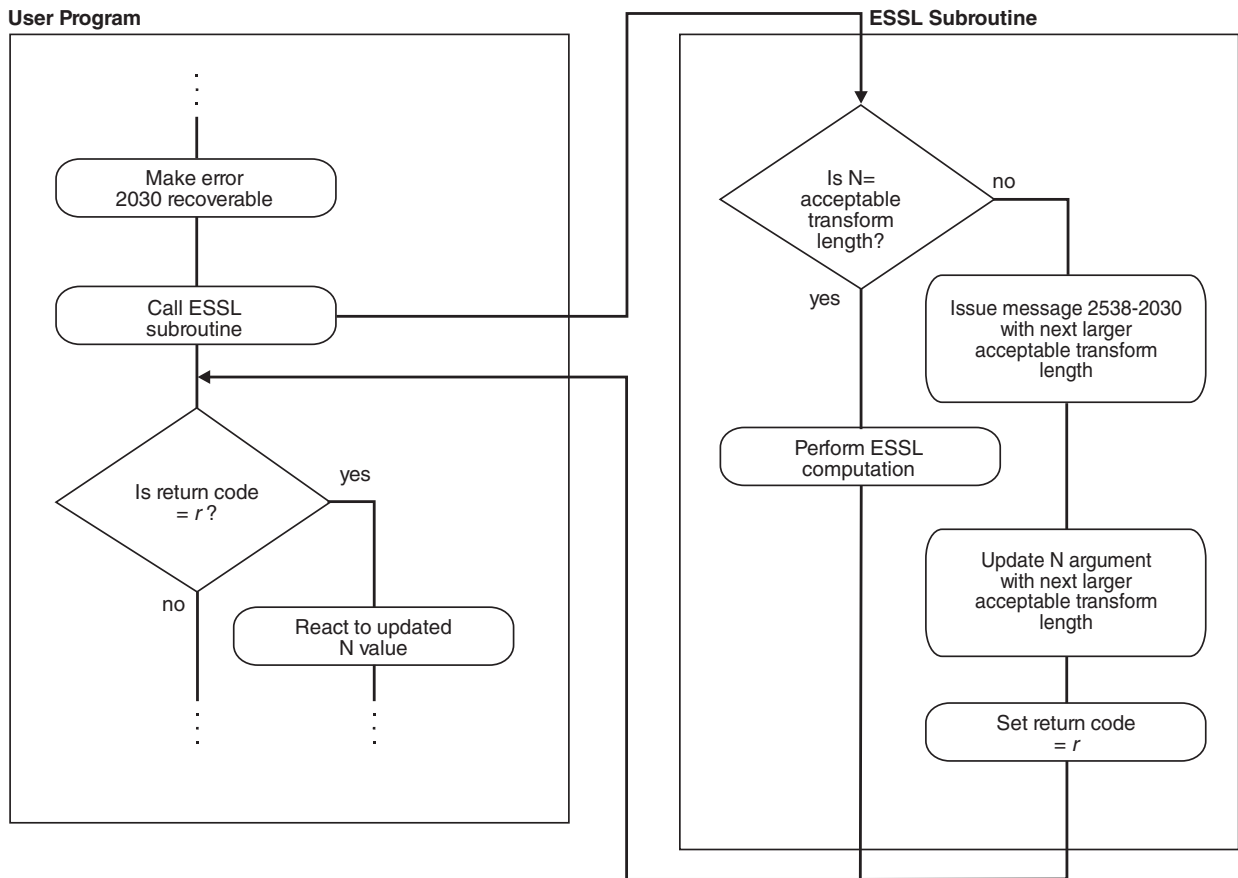 User Program
Make error
2030 recoverable
Call ESSL
subroutine
Is return code
= r ?
yes
no
React to updated
N value
ESSL Subroutine
Is N=
acceptable
transform
length?
no
yes
Issue message 2538-2030
with next larger
acceptable transform
length
Perform ESSL
computation
Update N argument
with next larger
acceptable transform
length
Set return code
= r